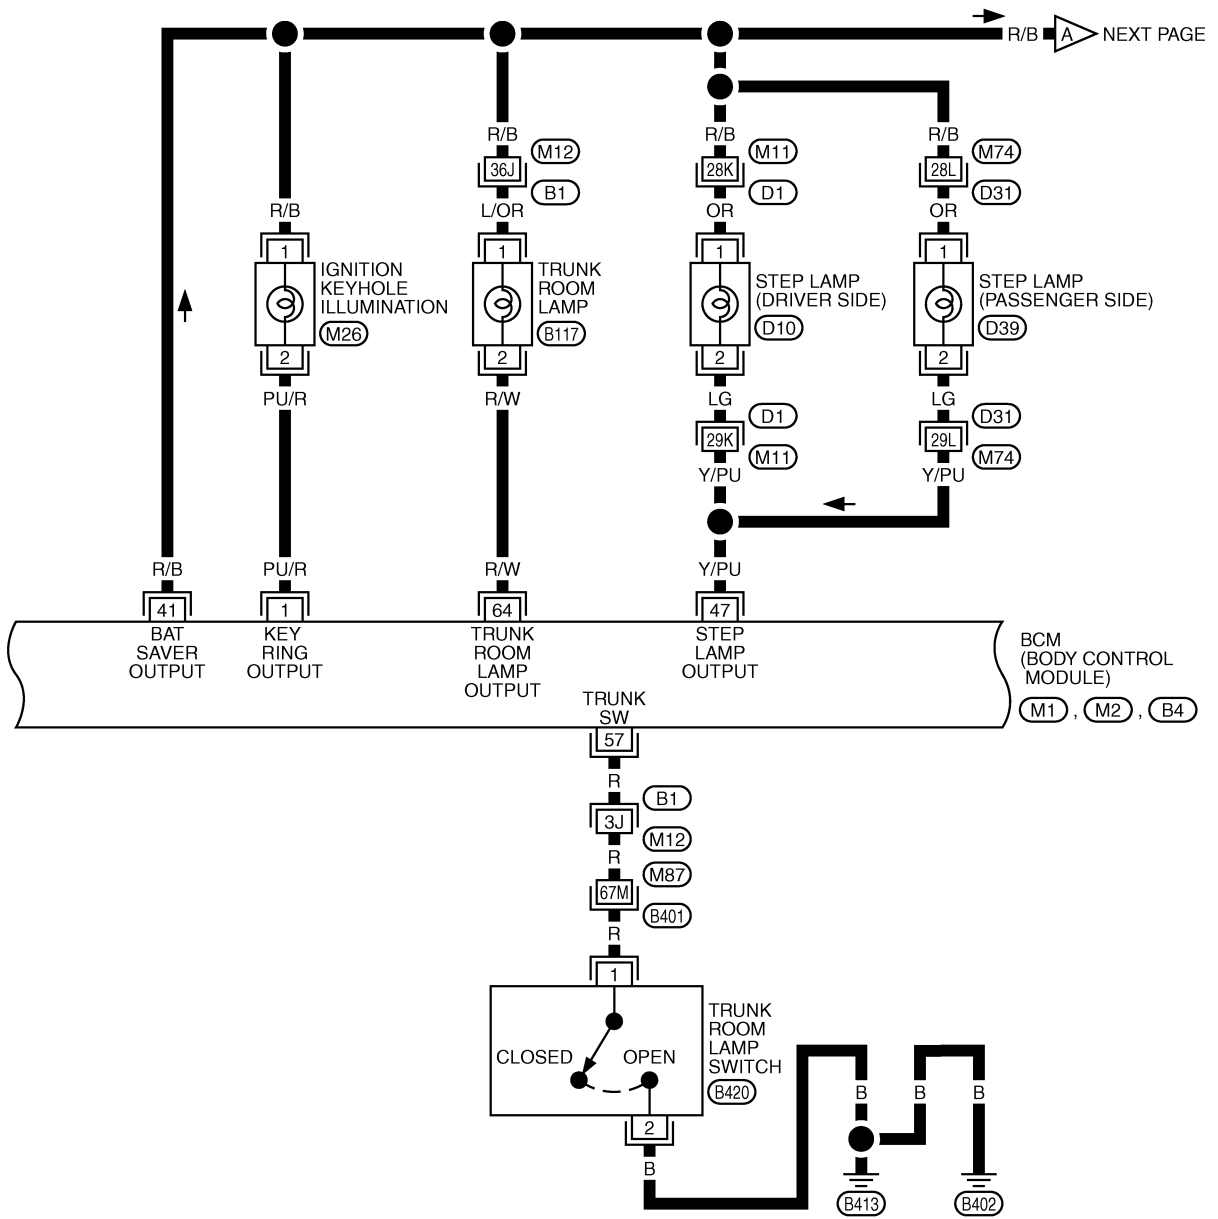 R/B
A
NEXT PAGE
R/B
M12
R/B
M11
R/B
M74
36J
28K
28L
B1
D1
D31
R/B
L/OR
OR
OR
1
1
1
1
IGNITION
KEYHOLE
ILLUMINATION
M26
TRUNK
ROOM
LAMP
B117
STEP LAMP
(DRIVER SIDE)
D10
STEP LAMP
(PASSENGER SIDE)
D39
2
2
2
2
PU/R
R/W
LG
LG
D1
D31
29K
29L
M11
M74
Y/PU
Y/PU
R/B
PU/R
R/W
Y/PU
41
1
64
47
BAT
SAVER
OUTPUT
KEY
RING
OUTPUT
TRUNK
ROOM
LAMP
OUTPUT
STEP
LAMP
OUTPUT
BCM
(BODY CONTROL
MODULE)
M1 , M2 , B4
TRUNK
SW
57
R
B1
3J
M12
R
M87
67M
B401
R
1
CLOSED
OPEN
TRUNK
ROOM
LAMP
SWITCH
B420
2
B
B
B
B
B413
B402